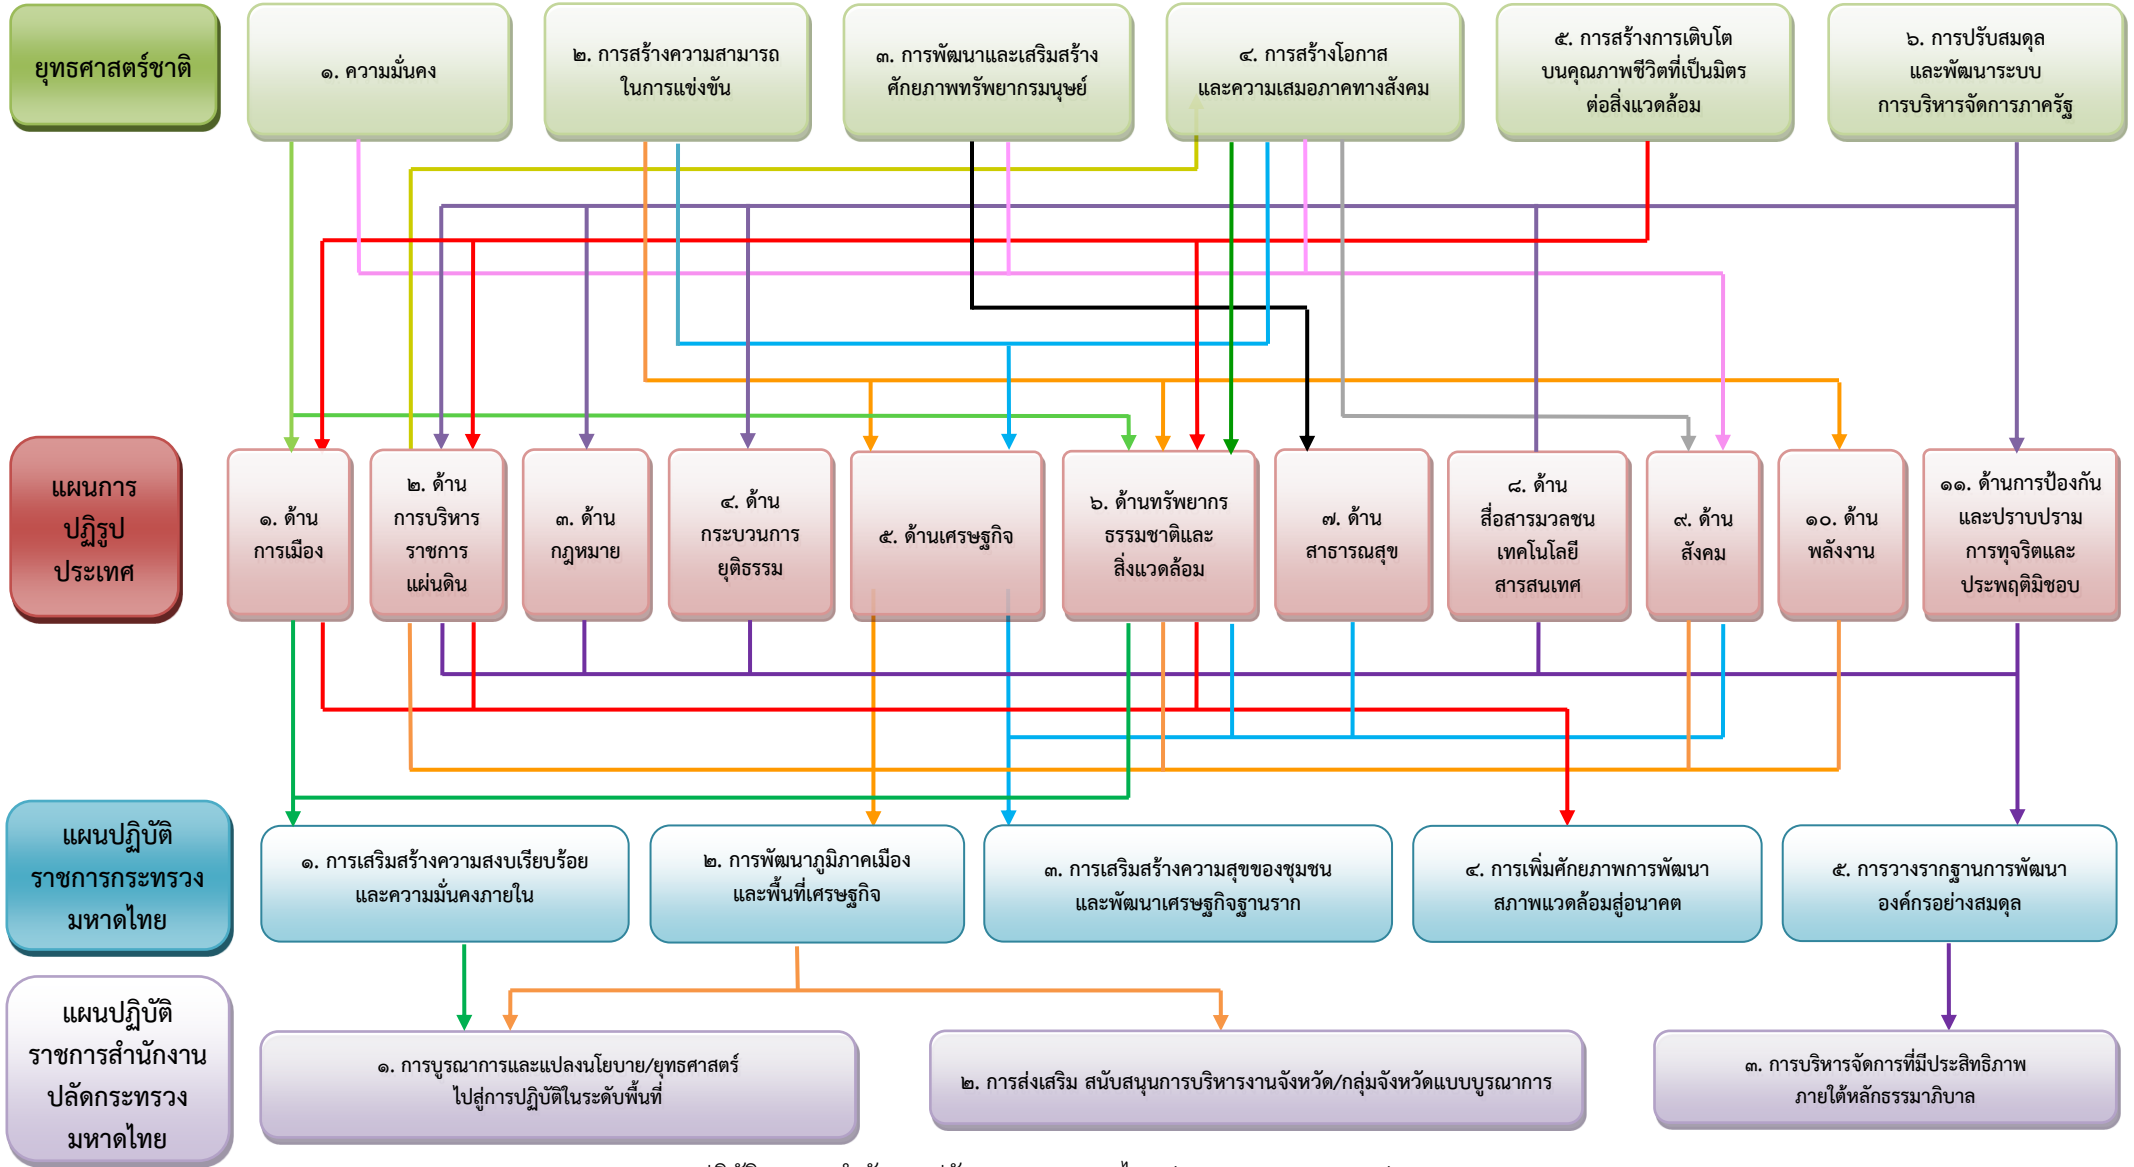 ยุทธศาสตร์ชาติ
๑. ความมั่นคง
๒. การสร้างความสามารถ
ในการแข่งขัน
๓. การพัฒนาและเสริมสร้าง
ศักยภาพทรัพยากรมนุษย์
๔. การสร้างโอกาส
และความเสมอภาคทางสังคม
๕. การสร้างการเติบโต
บนคุณภาพชีวิตที่เป็นมิตร
ต่อสิ่งแวดล้อม
๖. การปรับสมดุล
และพัฒนาระบบ
การบริหารจัดการภาครัฐ
แผนการ
ปฏิรูป
ประเทศ
๑. ด้าน
การเมือง
๒. ด้าน
การบริหาร
ราชการ
แผ่นดิน
๓. ด้าน
กฎหมาย
๔. ด้าน
กระบวนการ
ยุติธรรม
๕. ด้านเศรษฐกิจ
๖. ด้านทรัพยากร
ธรรมชาติและ
สิ่งแวดล้อม
๗. ด้าน
สาธารณสุข
๘. ด้าน
สื่อสารมวลชน
เทคโนโลยี
สารสนเทศ
๙. ด้าน
สังคม
๑๐. ด้าน
พลังงาน
๑๑. ด้านการป้องกัน
และปราบปราม
การทุจริตและ
ประพฤติมิชอบ
แผนปฏิบัติ
ราชการกระทรวง
มหาดไทย
๑. การเสริมสร้างความสงบเรียบร้อย
และความมั่นคงภายใน
๒. การพัฒนาภูมิภาคเมือง
และพื้นที่เศรษฐกิจ
๓. การเสริมสร้างความสุขของชุมชน
และพัฒนาเศรษฐกิจฐานราก
๔. การเพิ่มศักยภาพการพัฒนา
สภาพแวดล้อมสู่อนาคต
๕. การวางรากฐานการพัฒนา
องค์กรอย่างสมดุล
แผนปฏิบัติ
ราชการสำนักงาน
ปลัดกระทรวง
มหาดไทย
๑. การบูรณาการและแปลงนโยบาย/ยุทธศาสตร์
ไปสู่การปฏิบัติในระดับพื้นที่
๒. การส่งเสริม สนับสนุนการบริหารงานจังหวัด/กลุ่มจังหวัดแบบบูรณาการ
๓. การบริหารจัดการที่มีประสิทธิภาพ
ภายใต้หลักธรรมาภิบาล